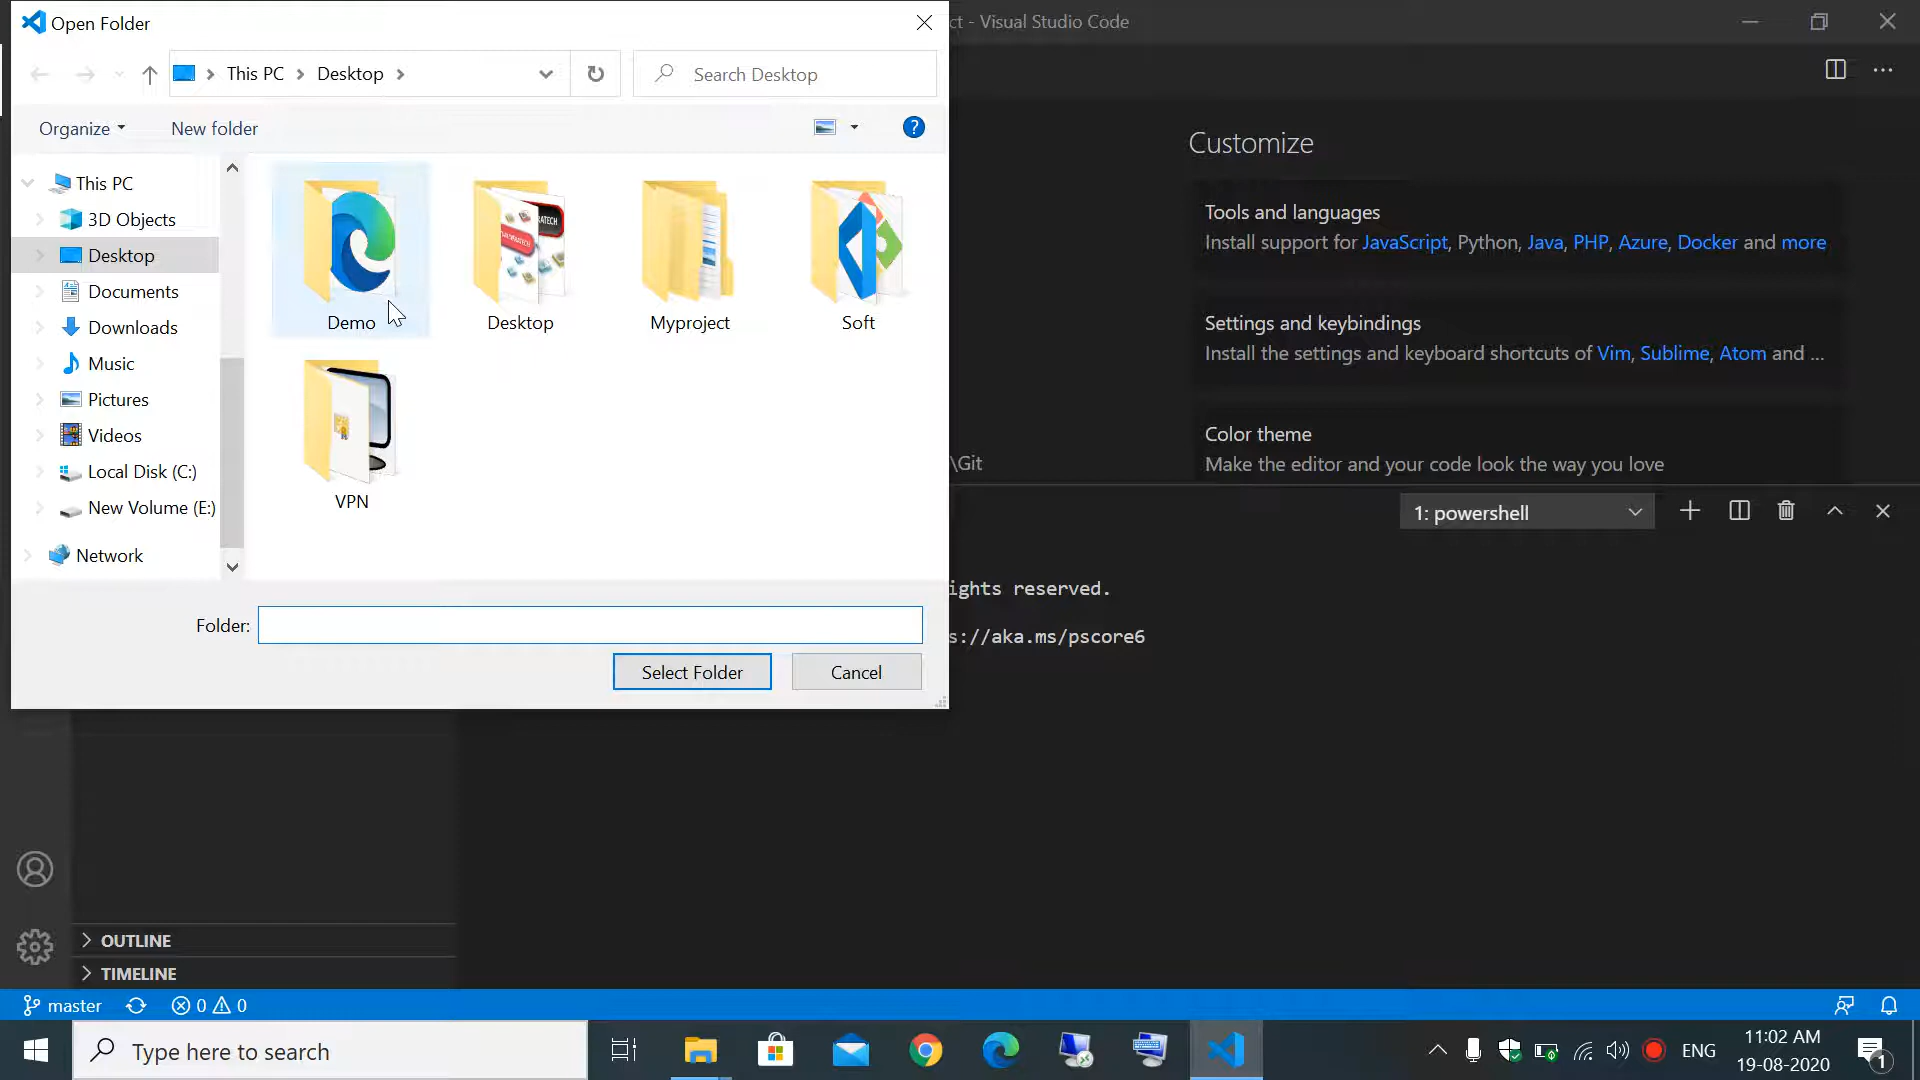 Open Folder
ct - Visual Studio Code
This PC
Desktop
Search Desktop
Organize
New folder
?
Customize
This PC
3D Objects
Desktop
Documents
Downloads
Music
Pictures
Videos
Local Disk (C:)
New Volume (E:)
Network
Demo
Desktop
Myproject
Soft
VPN
Tools and languages
Install support for JavaScript, Python, Java, PHP, Azure, Docker and more
Settings and keybindings
Install the settings and keyboard shortcuts of Vim, Sublime, Atom and ...
Color theme
Make the editor and your code look the way you love
\Git
1: powershell
ights reserved.
s://aka.ms/pscore6
Folder:
Select Folder
Cancel
OUTLINE
TIMELINE
master
0
0
Type here to search
ENG
11:02 AM
19-08-2020
1